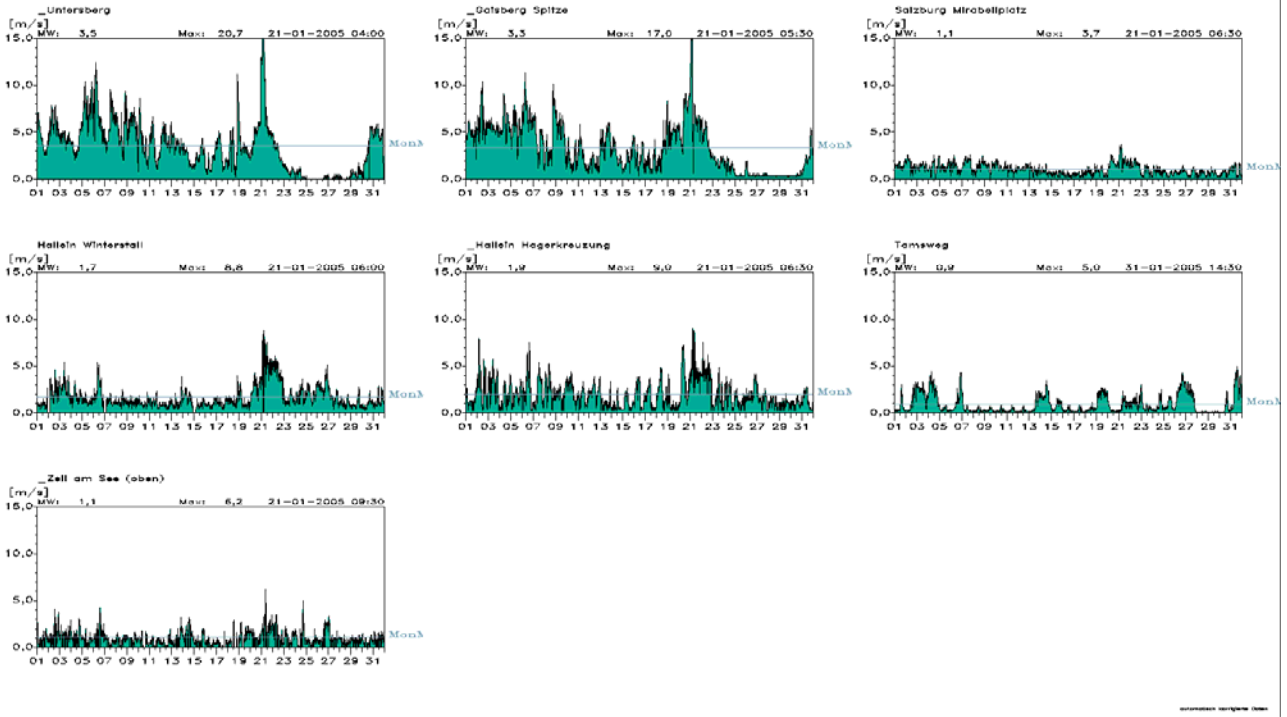 _Untersberg
[m/s]
MW: 3,5 Max: 20,7 21-01-2005 04:00
15,0
10,0
5,0
0,0
MonM
01 03 05 07 09 11 13 15 17 19 21 23 25 27 29 31
_Gaisberg Spitze
[m/s]
MW: 3,3 Max: 17,0 21-01-2005 05:30
15,0
10,0
5,0
0,0
MonM
01 03 05 07 09 11 13 15 17 19 21 23 25 27 29 31
Salzburg Mirabellplatz
[m/s]
MW: 1,1 Max: 3,7 21-01-2005 06:30
15,0
10,0
5,0
0,0
MonM
01 03 05 07 09 11 13 15 17 19 21 23 25 27 29 31
Hallein Winterstall
[m/s]
MW: 1,7 Max: 8,8 21-01-2005 06:00
15,0
10,0
5,0
0,0
MonM
01 03 05 07 09 11 13 15 17 19 21 23 25 27 29 31
_Hallein Hagerkreuzung
[m/s]
MW: 1,9 Max: 9,0 21-01-2005 06:30
15,0
10,0
5,0
0,0
MonM
01 03 05 07 09 11 13 15 17 19 21 23 25 27 29 31
Tamsweg
[m/s]
MW: 0,9 Max: 5,0 31-01-2005 14:30
15,0
10,0
5,0
0,0
MonM
01 03 05 07 09 11 13 15 17 19 21 23 25 27 29 31
_Zell am See (oben)
[m/s]
MW: 1,1 Max: 6,2 21-01-2005 09:30
15,0
10,0
5,0
0,0
MonM
01 03 05 07 09 11 13 15 17 19 21 23 25 27 29 31
automatisch korrigierte Daten